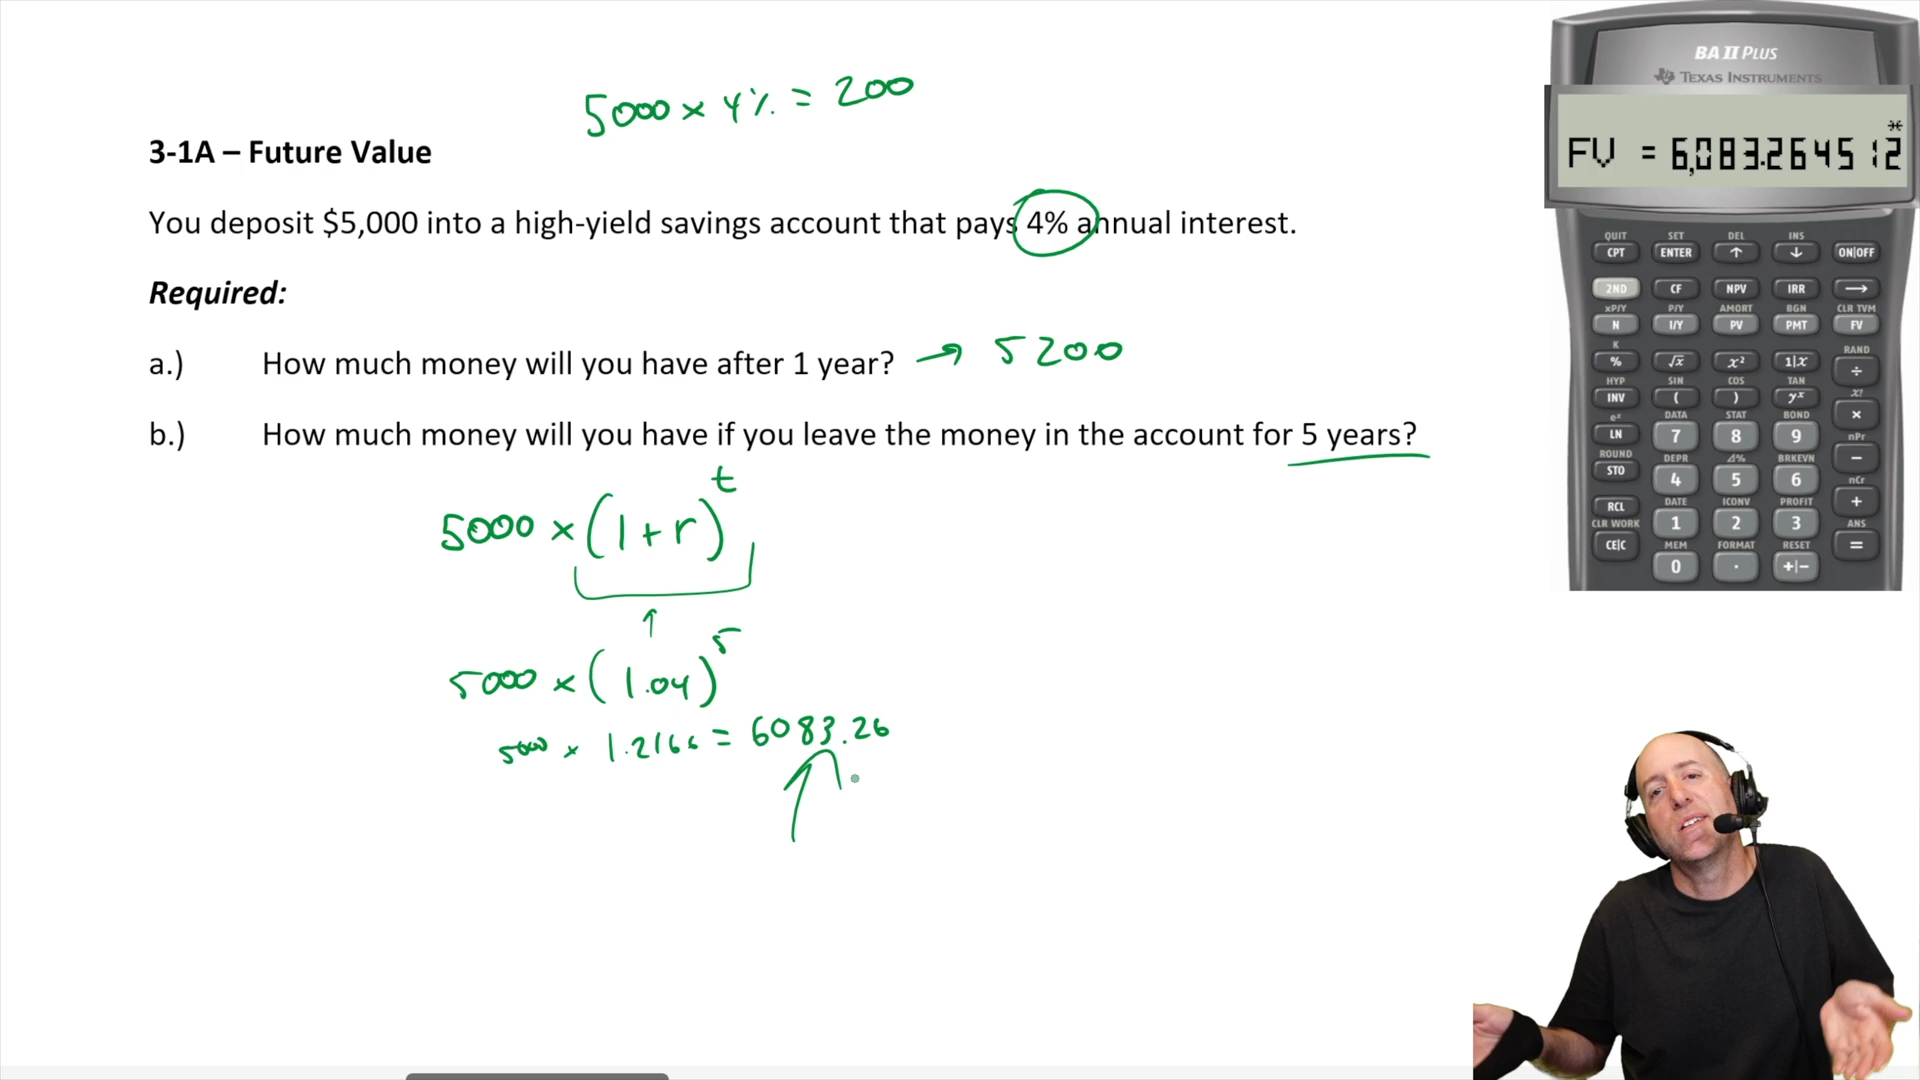 5000 × 4% = 200
3-1A – Future Value
You deposit $5,000 into a high-yield savings account that pays 4% annual interest.
Required:
a.) How much money will you have after 1 year? → 5200
b.) How much money will you have if you leave the money in the account for 5 years?
5000 × (1+r)^t
5000 × (1.04)^5
5000 × 1.2166 = 6083.26
BA II PLUS
TEXAS INSTRUMENTS
FV = 6,083.264512
QUIT SET DEL INS
CPT ENTER ↑ ↓ ON|OFF
2ND CF NPV IRR →
xP/Y P/Y AMORT BGN CLR TVM
N I/Y PV PMT FV
K RAND
% √x x² 1|x ÷
HYP SIN COS TAN x!
INV ( ) yˣ ×
eˣ DATA STAT BOND nPr
LN 7 8 9 −
ROUND DEPR Δ% BRKEVN nCr
STO 4 5 6 +
RCL DATE ICONV PROFIT ANS
CLR WORK 1 2 3 =
CE|C MEM FORMAT RESET
0 . +|−